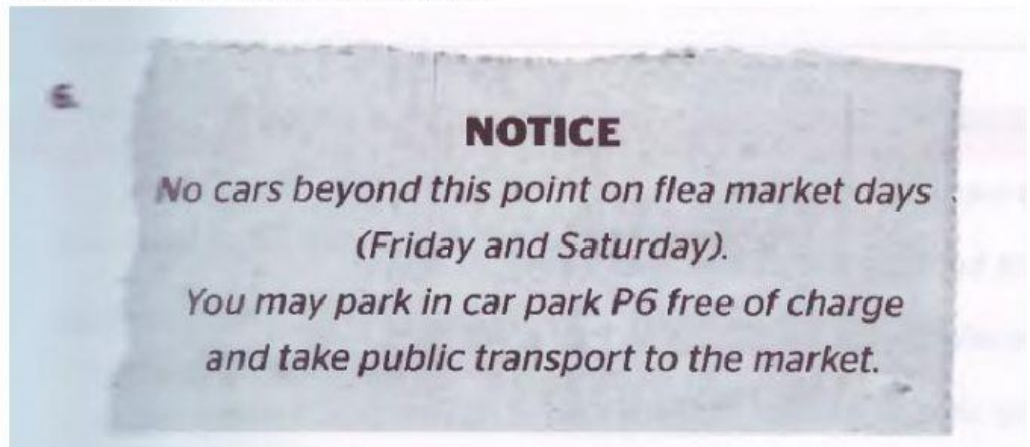 6.
NOTICE
No cars beyond this point on flea market days
(Friday and Saturday).
You may park in car park P6 free of charge
and take public transport to the market.